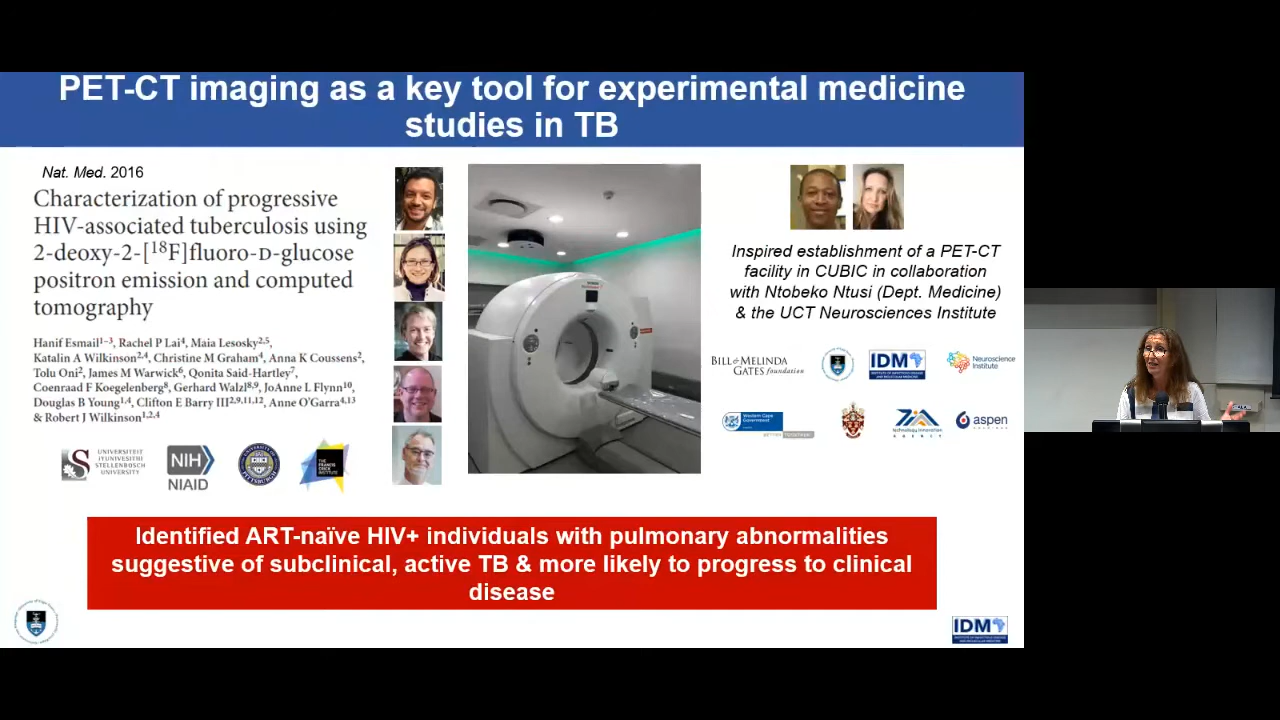 PET-CT imaging as a key tool for experimental medicine
studies in TB
Nat. Med. 2016
Characterization of progressive
HIV-associated tuberculosis using
2-deoxy-2-[18F]fluoro-D-glucose
positron emission and computed
tomography
Hanif Esmail1–3, Rachel P Lai4, Maia Lesosky2,5,
Katalin A Wilkinson2,4, Christine M Graham4, Anna K Coussens2,
Tolu Oni2, James M Warwick6, Qonita Said-Hartley7,
Coenraad F Koegelenberg8, Gerhard Walzl8,9, JoAnne L Flynn10,
Douglas B Young1,4, Clifton E Barry III2,9,11,12, Anne O'Garra4,13
& Robert J Wilkinson1,2,4
UNIVERSITEIT
IYUNIVESITHI
STELLENBOSCH
UNIVERSITY
NIH
NIAID
THE
FRANCIS
CRICK
INSTITUTE
Inspired establishment of a PET-CT
facility in CUBIC in collaboration
with Ntobeko Ntusi (Dept. Medicine)
& the UCT Neurosciences Institute
BILL & MELINDA
GATES foundation
IDM
Neuroscience
Institute
Western Cape
Government
technology innovation
AGENCY
aspen
Identified ART-naïve HIV+ individuals with pulmonary abnormalities
suggestive of subclinical, active TB & more likely to progress to clinical
disease
IDM